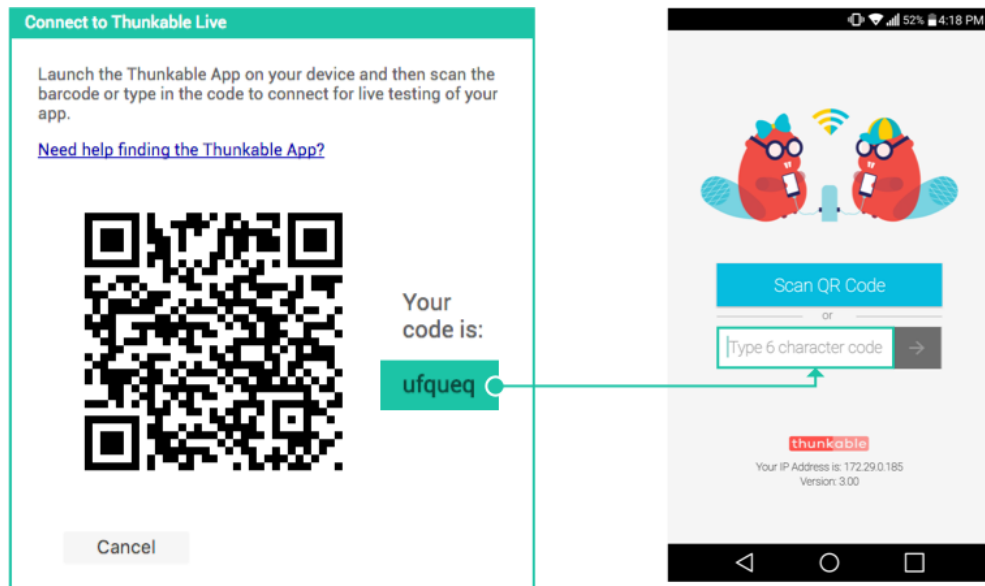 Connect to Thunkable Live
Launch the Thunkable App on your device and then scan the
barcode or type in the code to connect for live testing of your
app.
Need help finding the Thunkable App?
Your
code is:
ufqueq
Cancel
52% 4:18 PM
Scan QR Code
or
Type 6 character code
thunkable
Your IP Address is: 172.29.0.185
Version: 3.00